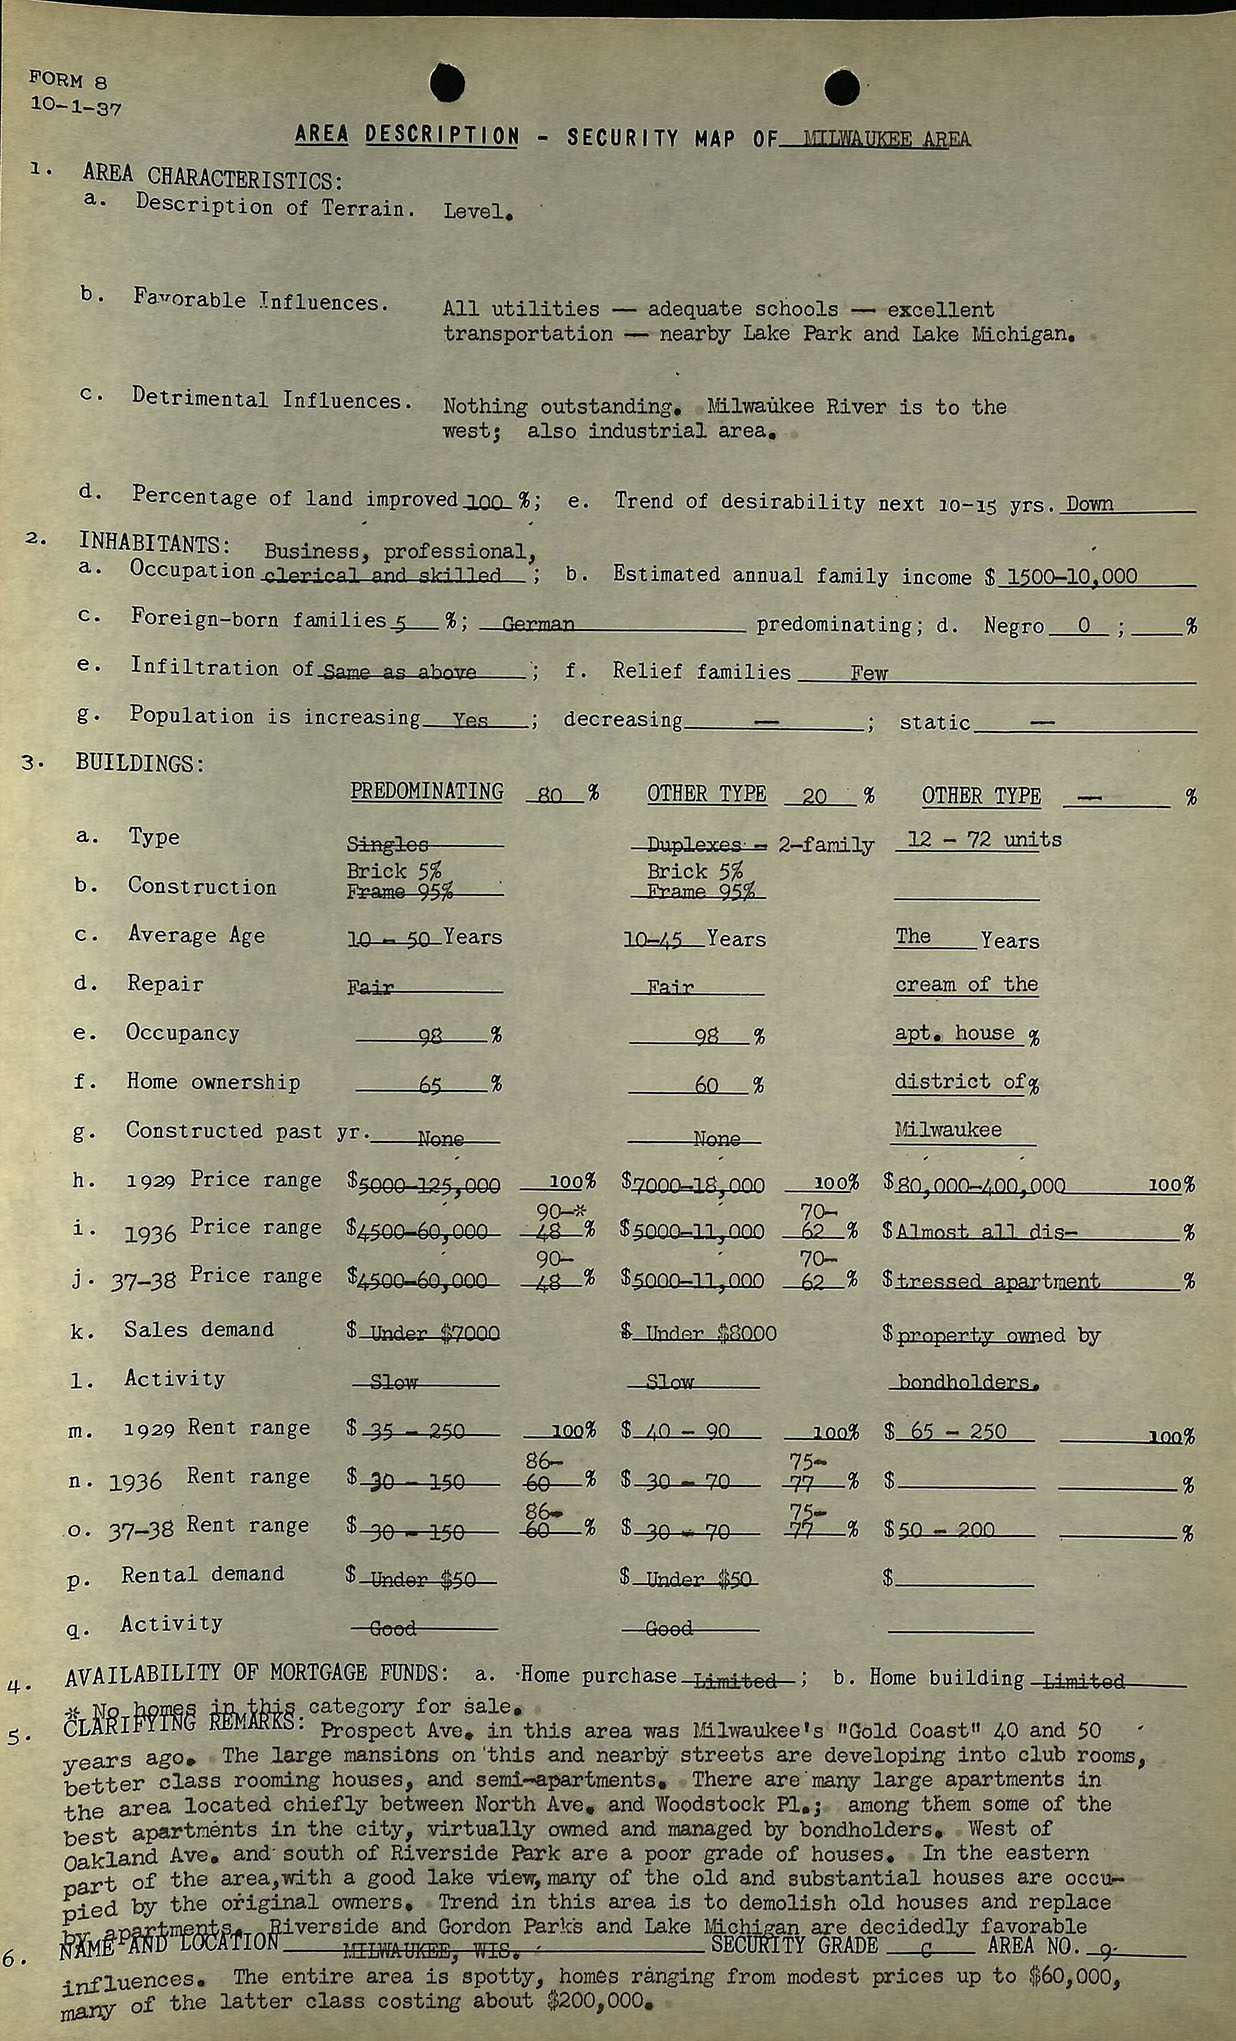 FORM 8
10-1-37
AREA DESCRIPTION - SECURITY MAP OF MILWAUKEE AREA
1. AREA CHARACTERISTICS:
a. Description of Terrain. Level.
b. Favorable Influences. All utilities — adequate schools — excellent
transportation — nearby Lake Park and Lake Michigan.
c. Detrimental Influences. Nothing outstanding. Milwaukee River is to the
west; also industrial area.
d. Percentage of land improved 100 %; e. Trend of desirability next 10-15 yrs. Down
2. INHABITANTS: Business, professional,
a. Occupation clerical and skilled ; b. Estimated annual family income $ 1500-10,000
c. Foreign-born families 5 %; German predominating; d. Negro 0 ; %
e. Infiltration of Same as above ; f. Relief families Few
g. Population is increasing Yes ; decreasing — ; static —
3. BUILDINGS:
PREDOMINATING 80 % OTHER TYPE 20 % OTHER TYPE — %
a. Type Singles Duplexes - 2-family 12 - 72 units
Brick 5% Brick 5%
b. Construction Frame 95% Frame 95%
c. Average Age 10 - 50 Years 10-45 Years The Years
d. Repair Fair Fair cream of the
e. Occupancy 98 % 98 % apt. house %
f. Home ownership 65 % 60 % district of %
g. Constructed past yr. None None Milwaukee
h. 1929 Price range $5000-125,000 100% $7000-18,000 100% $80,000-400,000 100%
90-* 70-
i. 1936 Price range $4500-60,000 48 % $5000-11,000 62 % $Almost all dis- %
90- 70-
j. 37-38 Price range $4500-60,000 48 % $5000-11,000 62 % $tressed apartment %
k. Sales demand $ Under $7000 $ Under $8000 $property owned by
l. Activity Slow Slow bondholders.
m. 1929 Rent range $ 35 - 250 100% $ 40 - 90 100% $ 65 - 250 100%
86- 75-
n. 1936 Rent range $ 30 - 150 60 % $ 30 - 70 77 % $ %
86- 75-
o. 37-38 Rent range $ 30 - 150 60 % $ 30 - 70 77 % $50 - 200 %
p. Rental demand $ Under $50 $ Under $50 $
q. Activity Good Good
4. AVAILABILITY OF MORTGAGE FUNDS: a. Home purchase Limited ; b. Home building Limited
* No homes in this category for sale.
5. CLARIFYING REMARKS: Prospect Ave. in this area was Milwaukee's "Gold Coast" 40 and 50
years ago. The large mansions on this and nearby streets are developing into club rooms,
better class rooming houses, and semi-apartments. There are many large apartments in
the area located chiefly between North Ave. and Woodstock Pl.; among them some of the
best apartments in the city, virtually owned and managed by bondholders. West of
Oakland Ave. and south of Riverside Park are a poor grade of houses. In the eastern
part of the area,with a good lake view,many of the old and substantial houses are occu-
pied by the original owners. Trend in this area is to demolish old houses and replace
by apartments. Riverside and Gordon Parks and Lake Michigan are decidedly favorable
6. NAME AND LOCATION MILWAUKEE, WIS. SECURITY GRADE C AREA NO. 9
influences. The entire area is spotty, homes ranging from modest prices up to $60,000,
many of the latter class costing about $200,000.